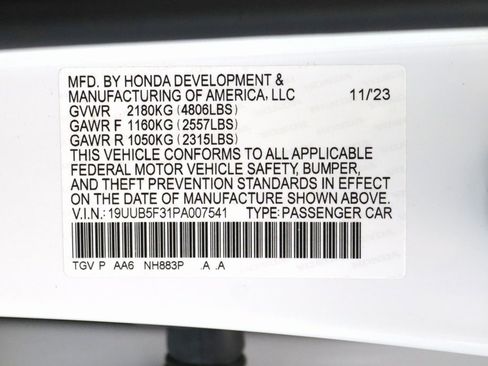 MFD. BY HONDA DEVELOPMENT &
MANUFACTURING OF AMERICA, LLC 11/'23
GVWR 2180KG (4806LBS)
GAWR F 1160KG (2557LBS)
GAWR R 1050KG (2315LBS)
THIS VEHICLE CONFORMS TO ALL APPLICABLE
FEDERAL MOTOR VEHICLE SAFETY, BUMPER,
AND THEFT PREVENTION STANDARDS IN EFFECT
ON THE DATE OF MANUFACTURE SHOWN ABOVE.
V.I.N.: 19UUB5F31PA007541 TYPE: PASSENGER CAR
TGV P AA6 NH883P .A .A